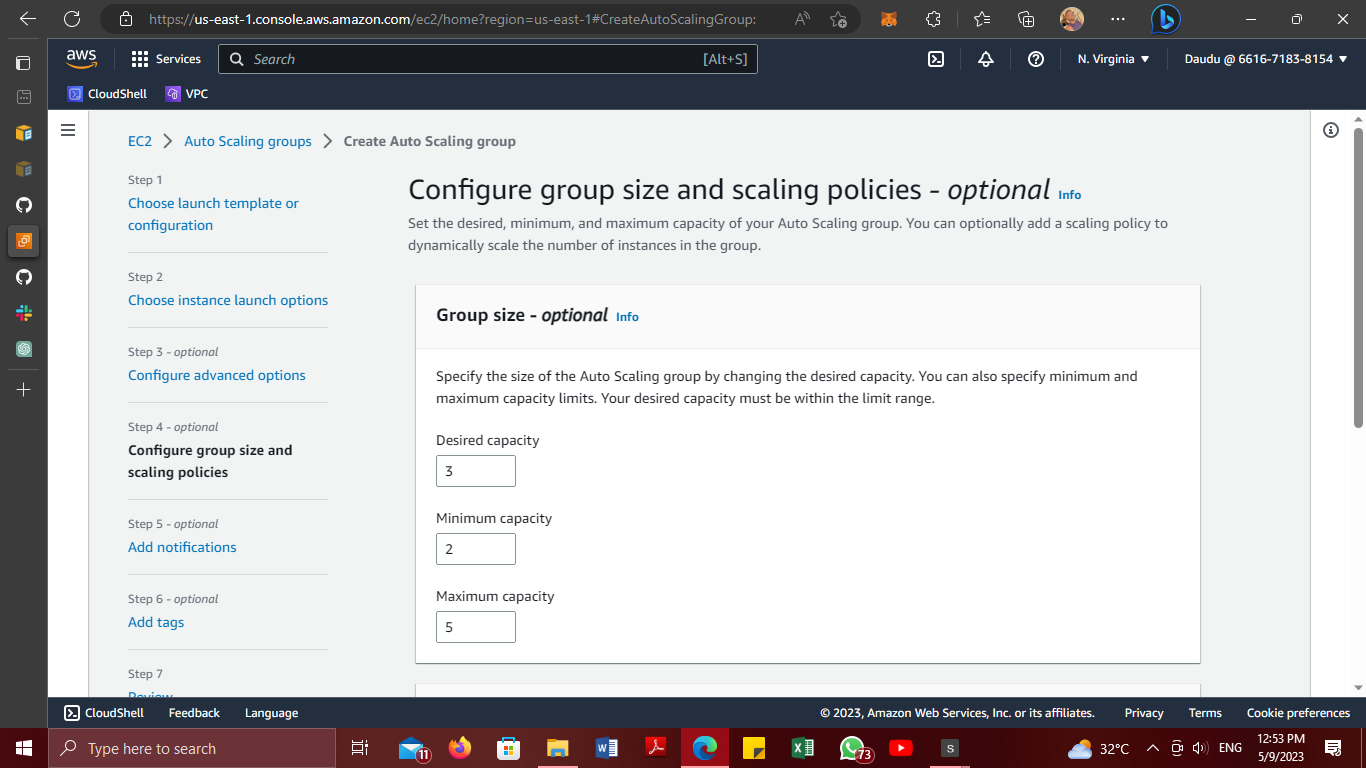 https://us-east-1.console.aws.amazon.com/ec2/home?region=us-east-1#CreateAutoScalingGroup:
aws
Services
Search
[Alt+S]
N. Virginia
Daudu @ 6616-7183-8154
CloudShell
VPC
EC2
Auto Scaling groups
Create Auto Scaling group
Step 1
Choose launch template or
configuration
Step 2
Choose instance launch options
Step 3 - optional
Configure advanced options
Step 4 - optional
Configure group size and
scaling policies
Step 5 - optional
Add notifications
Step 6 - optional
Add tags
Step 7
Review
Configure group size and scaling policies - optional Info
Set the desired, minimum, and maximum capacity of your Auto Scaling group. You can optionally add a scaling policy to
dynamically scale the number of instances in the group.
Group size - optional Info
Specify the size of the Auto Scaling group by changing the desired capacity. You can also specify minimum and
maximum capacity limits. Your desired capacity must be within the limit range.
Desired capacity
3
Minimum capacity
2
Maximum capacity
5
CloudShell
Feedback
Language
© 2023, Amazon Web Services, Inc. or its affiliates.
Privacy
Terms
Cookie preferences
Type here to search
11
73
S
32°C
ENG
12:53 PM
5/9/2023